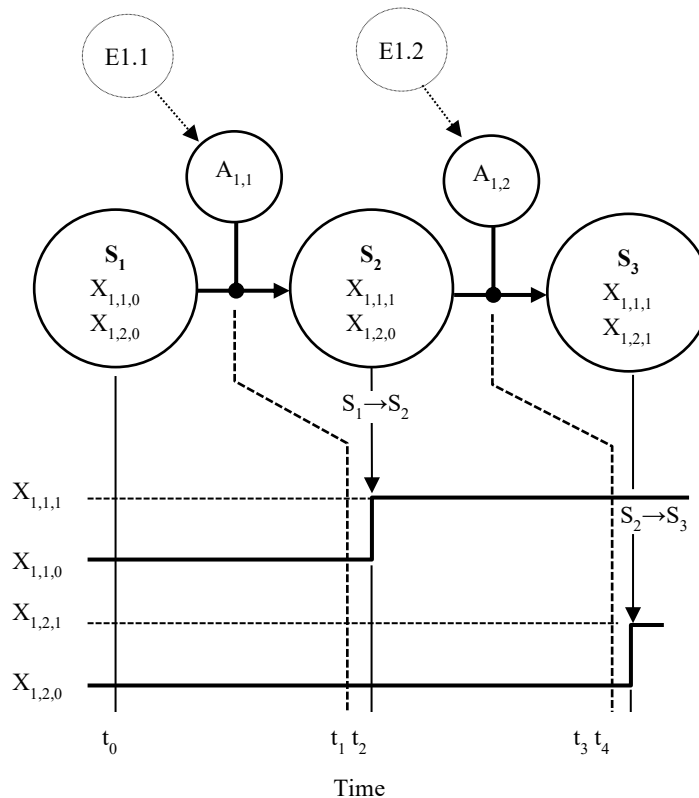 E1.1
E1.2
A1,1
A1,2
S1
X1,1,0
X1,2,0
S2
X1,1,1
X1,2,0
S3
X1,1,1
X1,2,1
S1→S2
X1,1,1
S2→S3
X1,1,0
X1,2,1
X1,2,0
t0 t1 t2 t3 t4
Time